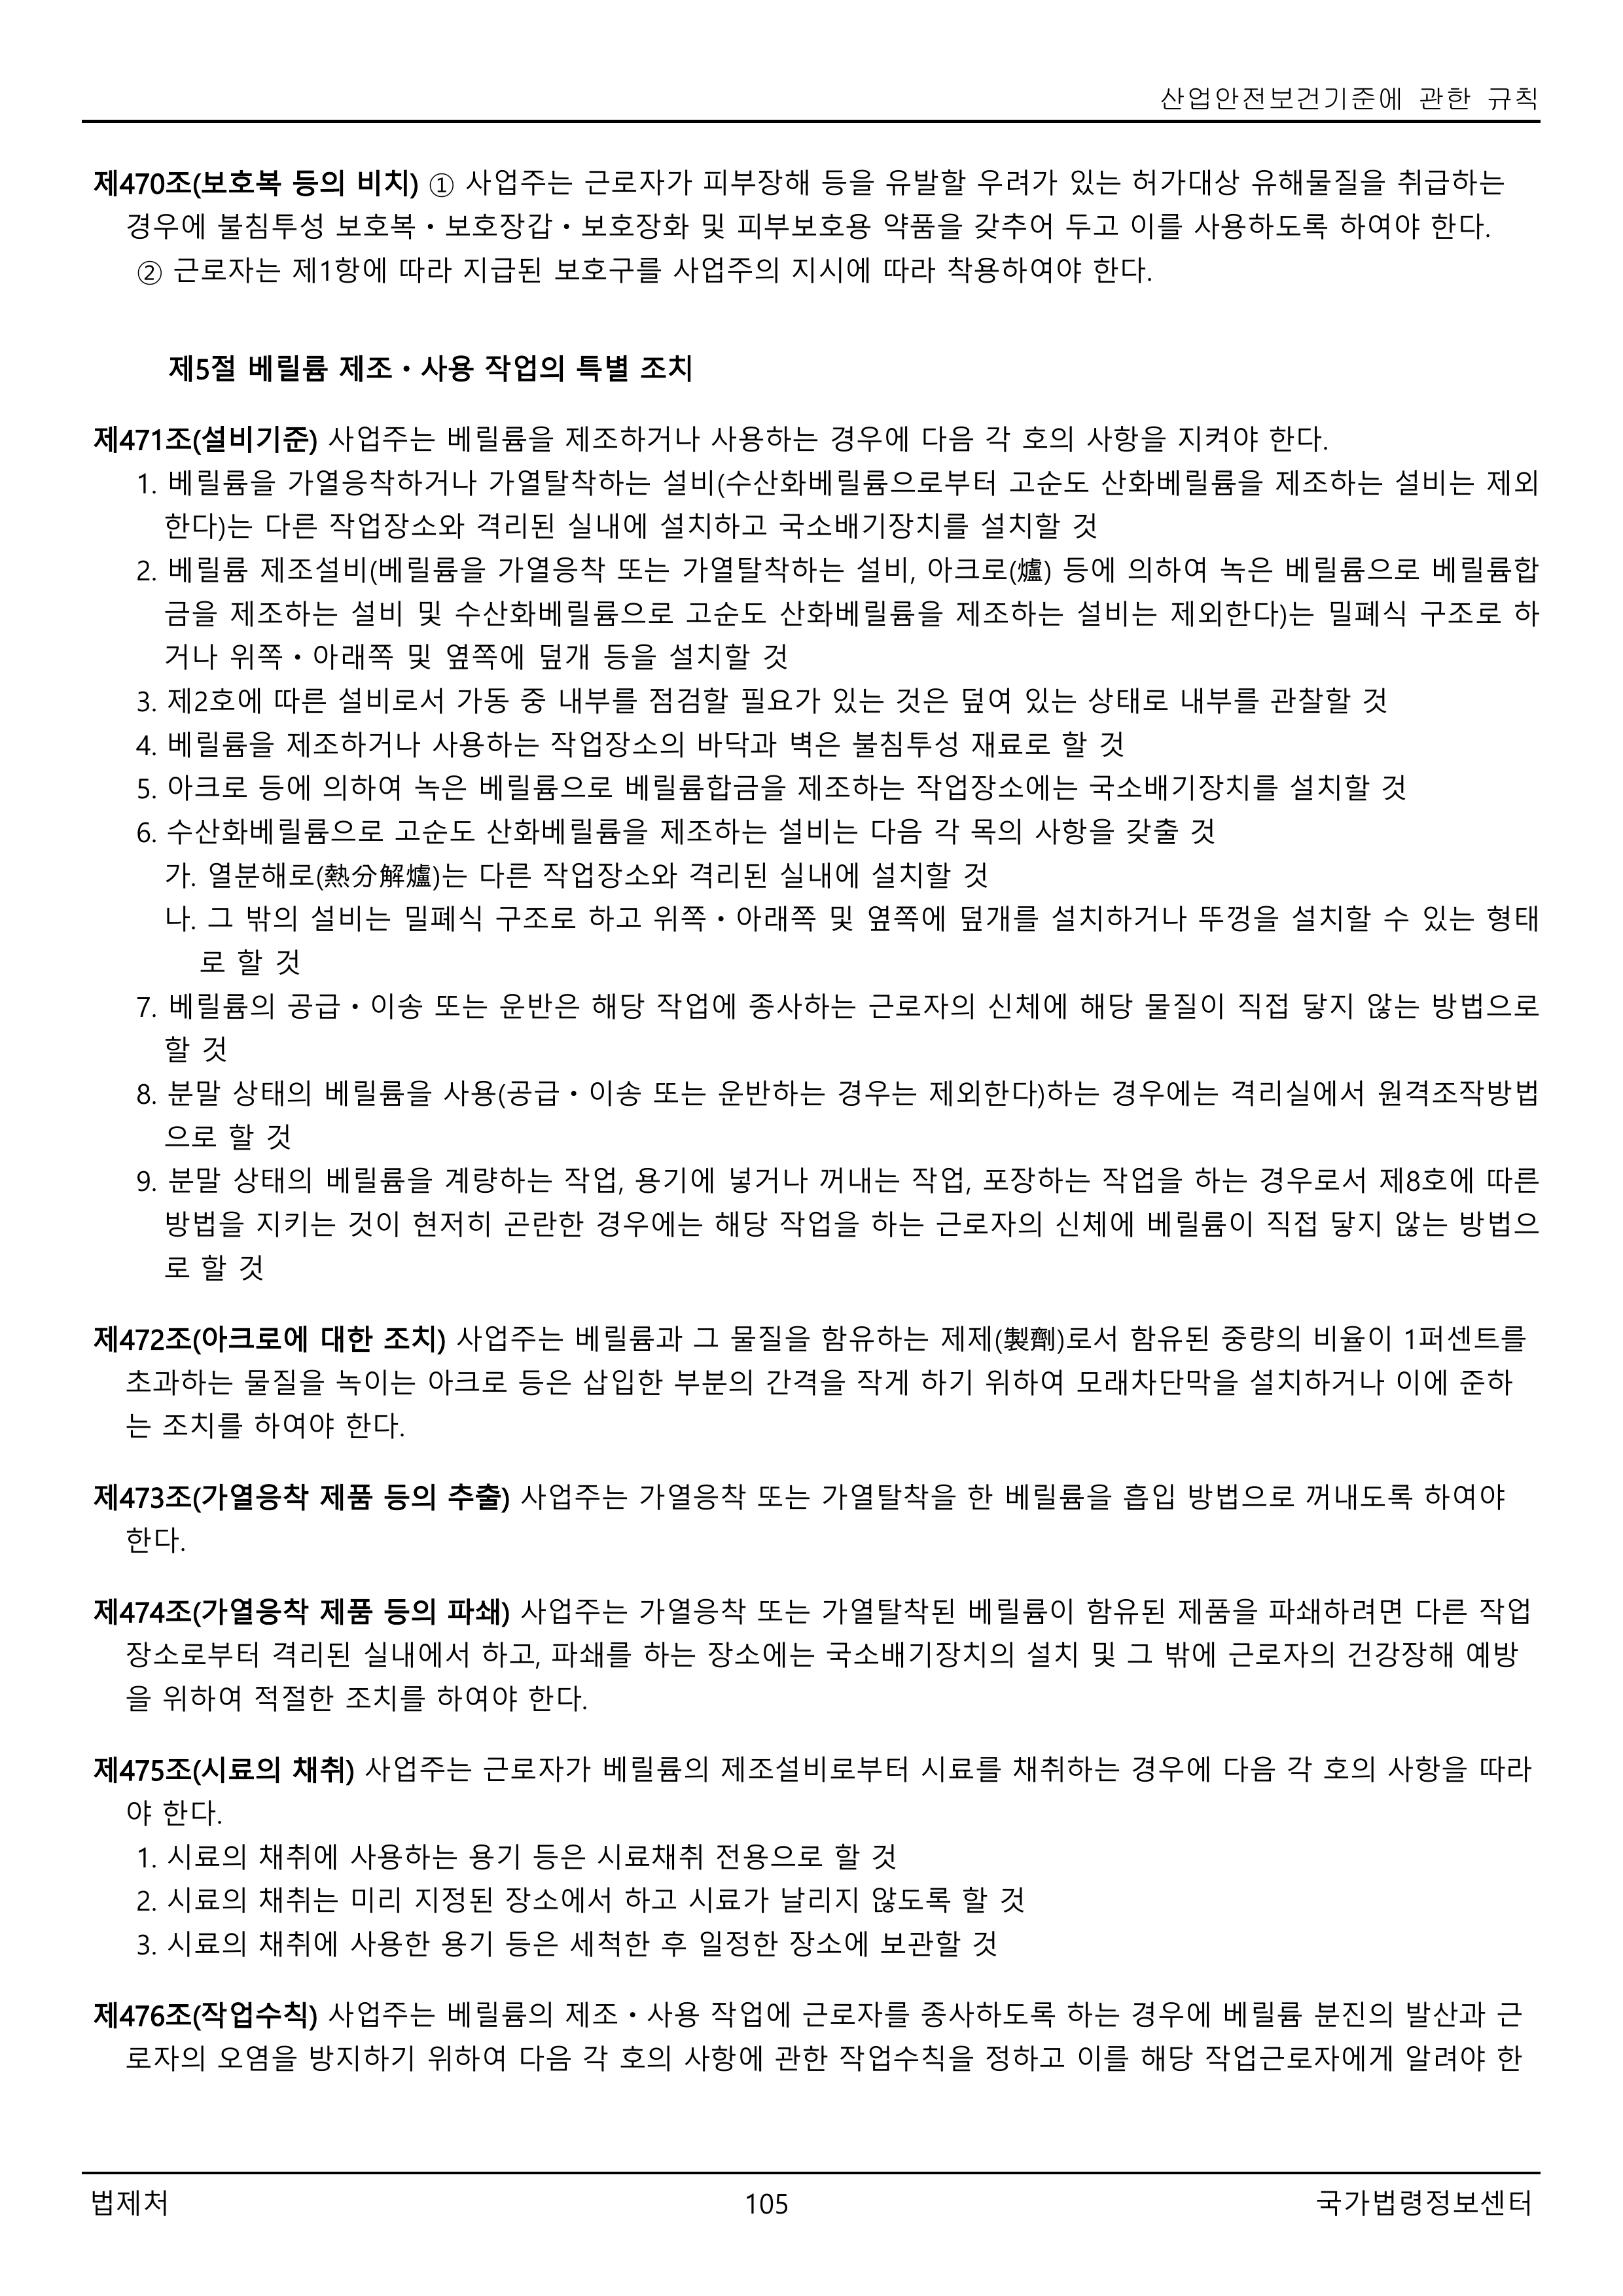 산업안전보건기준에 관한 규칙
제470조(보호복 등의 비치) ① 사업주는 근로자가 피부장해 등을 유발할 우려가 있는 허가대상 유해물질을 취급하는
경우에 불침투성 보호복ㆍ보호장갑ㆍ보호장화 및 피부보호용 약품을 갖추어 두고 이를 사용하도록 하여야 한다.
② 근로자는 제1항에 따라 지급된 보호구를 사업주의 지시에 따라 착용하여야 한다.
제5절 베릴륨 제조ㆍ사용 작업의 특별 조치
제471조(설비기준) 사업주는 베릴륨을 제조하거나 사용하는 경우에 다음 각 호의 사항을 지켜야 한다.
1. 베릴륨을 가열응착하거나 가열탈착하는 설비(수산화베릴륨으로부터 고순도 산화베릴륨을 제조하는 설비는 제외
한다)는 다른 작업장소와 격리된 실내에 설치하고 국소배기장치를 설치할 것
2. 베릴륨 제조설비(베릴륨을 가열응착 또는 가열탈착하는 설비, 아크로(爐) 등에 의하여 녹은 베릴륨으로 베릴륨합
금을 제조하는 설비 및 수산화베릴륨으로 고순도 산화베릴륨을 제조하는 설비는 제외한다)는 밀폐식 구조로 하
거나 위쪽ㆍ아래쪽 및 옆쪽에 덮개 등을 설치할 것
3. 제2호에 따른 설비로서 가동 중 내부를 점검할 필요가 있는 것은 덮여 있는 상태로 내부를 관찰할 것
4. 베릴륨을 제조하거나 사용하는 작업장소의 바닥과 벽은 불침투성 재료로 할 것
5. 아크로 등에 의하여 녹은 베릴륨으로 베릴륨합금을 제조하는 작업장소에는 국소배기장치를 설치할 것
6. 수산화베릴륨으로 고순도 산화베릴륨을 제조하는 설비는 다음 각 목의 사항을 갖출 것
가. 열분해로(熱分解爐)는 다른 작업장소와 격리된 실내에 설치할 것
나. 그 밖의 설비는 밀폐식 구조로 하고 위쪽ㆍ아래쪽 및 옆쪽에 덮개를 설치하거나 뚜껑을 설치할 수 있는 형태
로 할 것
7. 베릴륨의 공급ㆍ이송 또는 운반은 해당 작업에 종사하는 근로자의 신체에 해당 물질이 직접 닿지 않는 방법으로
할 것
8. 분말 상태의 베릴륨을 사용(공급ㆍ이송 또는 운반하는 경우는 제외한다)하는 경우에는 격리실에서 원격조작방법
으로 할 것
9. 분말 상태의 베릴륨을 계량하는 작업, 용기에 넣거나 꺼내는 작업, 포장하는 작업을 하는 경우로서 제8호에 따른
방법을 지키는 것이 현저히 곤란한 경우에는 해당 작업을 하는 근로자의 신체에 베릴륨이 직접 닿지 않는 방법으
로 할 것
제472조(아크로에 대한 조치) 사업주는 베릴륨과 그 물질을 함유하는 제제(製劑)로서 함유된 중량의 비율이 1퍼센트를
초과하는 물질을 녹이는 아크로 등은 삽입한 부분의 간격을 작게 하기 위하여 모래차단막을 설치하거나 이에 준하
는 조치를 하여야 한다.
제473조(가열응착 제품 등의 추출) 사업주는 가열응착 또는 가열탈착을 한 베릴륨을 흡입 방법으로 꺼내도록 하여야
한다.
제474조(가열응착 제품 등의 파쇄) 사업주는 가열응착 또는 가열탈착된 베릴륨이 함유된 제품을 파쇄하려면 다른 작업
장소로부터 격리된 실내에서 하고, 파쇄를 하는 장소에는 국소배기장치의 설치 및 그 밖에 근로자의 건강장해 예방
을 위하여 적절한 조치를 하여야 한다.
제475조(시료의 채취) 사업주는 근로자가 베릴륨의 제조설비로부터 시료를 채취하는 경우에 다음 각 호의 사항을 따라
야 한다.
1. 시료의 채취에 사용하는 용기 등은 시료채취 전용으로 할 것
2. 시료의 채취는 미리 지정된 장소에서 하고 시료가 날리지 않도록 할 것
3. 시료의 채취에 사용한 용기 등은 세척한 후 일정한 장소에 보관할 것
제476조(작업수칙) 사업주는 베릴륨의 제조ㆍ사용 작업에 근로자를 종사하도록 하는 경우에 베릴륨 분진의 발산과 근
로자의 오염을 방지하기 위하여 다음 각 호의 사항에 관한 작업수칙을 정하고 이를 해당 작업근로자에게 알려야 한
법제처
105
국가법령정보센터